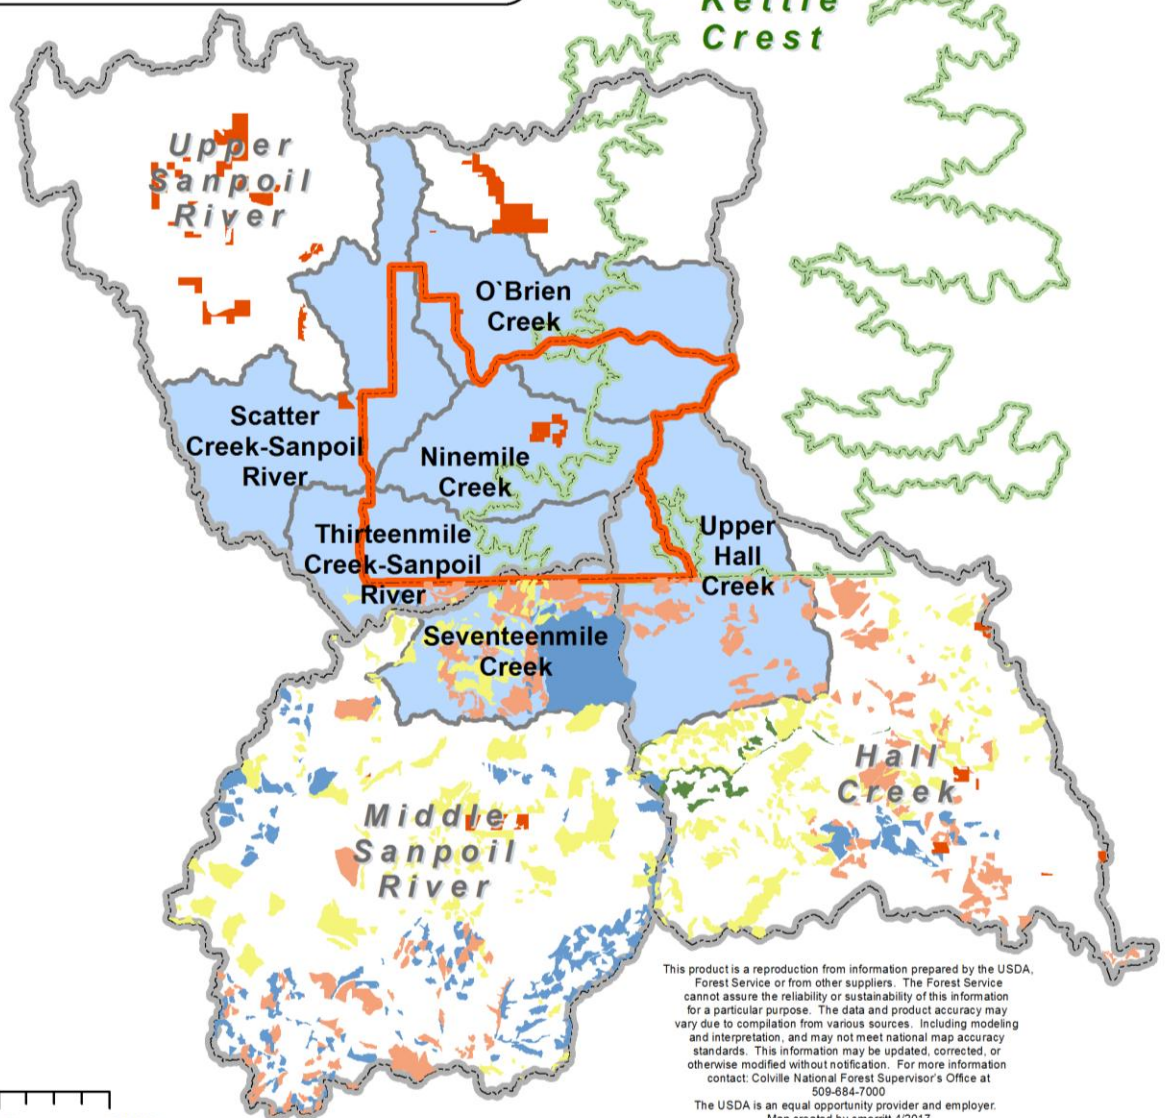 Kettle
Crest
Upper
Sanpoil
River
O`Brien
Creek
Scatter
Creek-Sanpoil
River
Ninemile
Creek
Thirteenmile
Creek-Sanpoil
River
Upper
Hall
Creek
Seventeenmile
Creek
Hall
Creek
Middle
Sanpoil
River
This product is a reproduction from information prepared by the USDA,
Forest Service or from other suppliers. The Forest Service
cannot assure the reliability or sustainability of this information
for a particular purpose. The data and product accuracy may
vary due to compilation from various sources. Including modeling
and interpretation, and may not meet national map accuracy
standards. This information may be updated, corrected, or
otherwise modified without notification. For more information
contact: Colville National Forest Supervisor's Office at
509-684-7000
The USDA is an equal opportunity provider and employer.
Map created by 4/2017